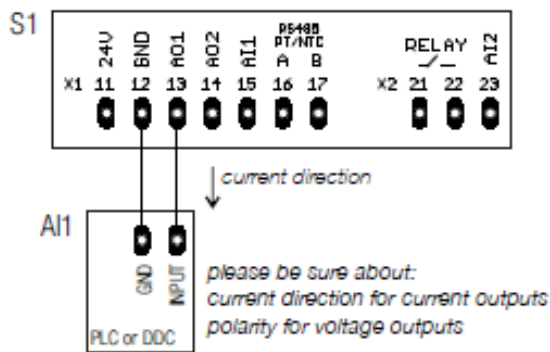 S1
24V GND AO1 AO2 AI1 RS485 PT/NTC A B RELAY AI2
X1 11 12 13 14 15 16 17 X2 21 22 23
current direction
AI1
GND INPUT
PLC or DDC
please be sure about:
current direction for current outputs
polarity for voltage outputs